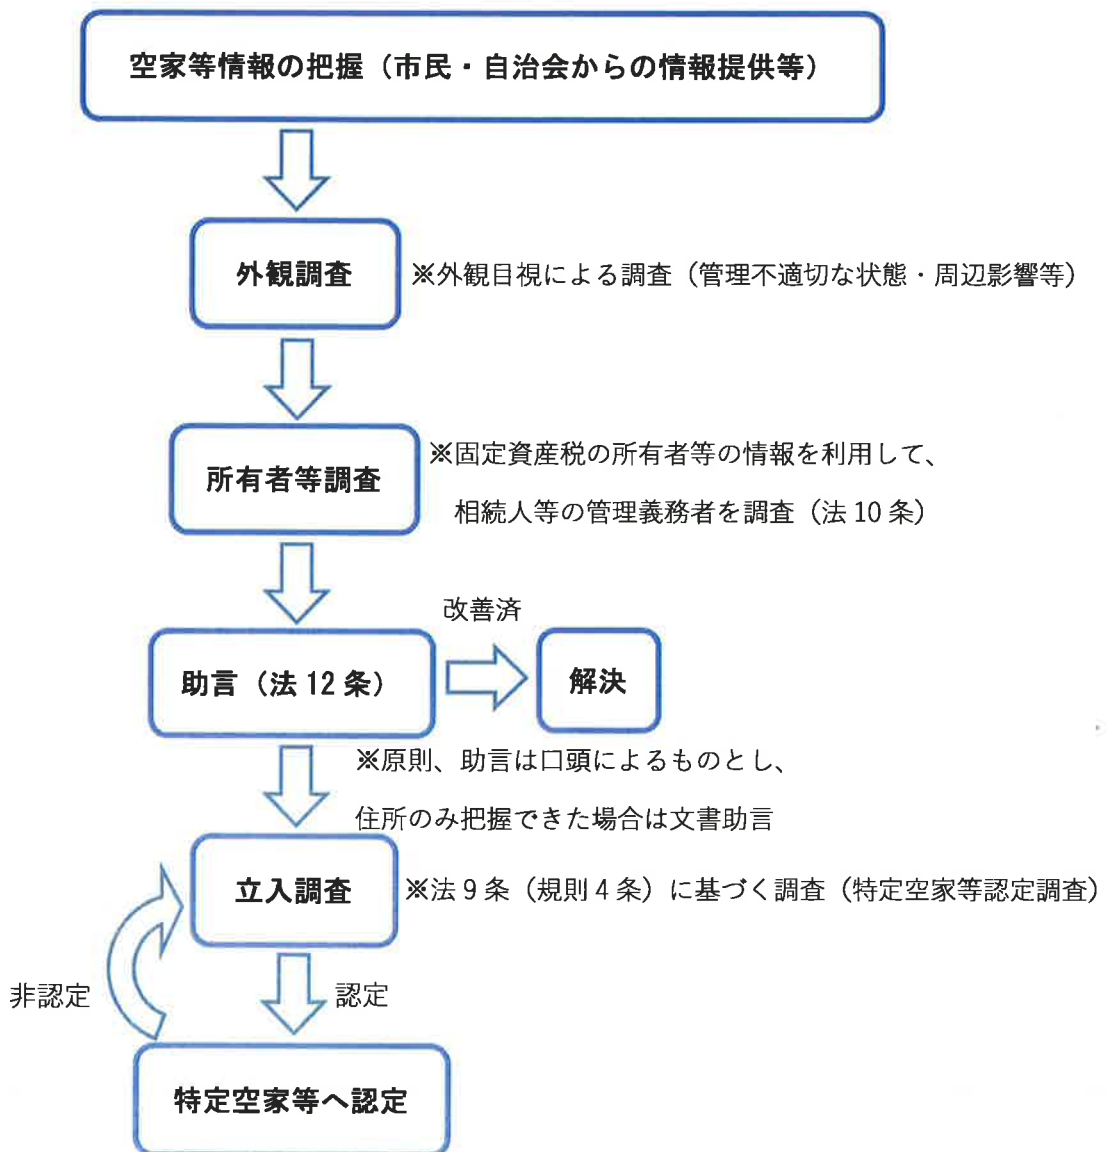 空家等情報の把握（市民・自治会からの情報提供等）
外観調査
※外観目視による調査（管理不適切な状態・周辺影響等）
所有者等調査
※固定資産税の所有者等の情報を利用して、
相続人等の管理義務者を調査（法 10 条）
改善済
助言（法 12 条）
解決
※原則、助言は口頭によるものとし、
住所のみ把握できた場合は文書助言
立入調査
※法 9 条（規則 4 条）に基づく調査（特定空家等認定調査）
非認定
認定
特定空家等へ認定